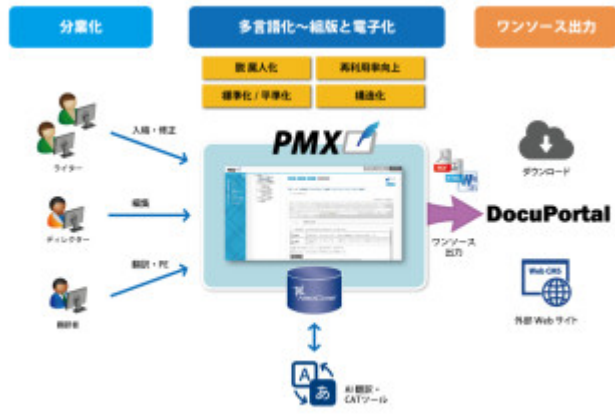 分業化
多言語化～組版と電子化
ワンソース出力
脱属人化
再利用率向上
標準化 / 平準化
構造化
PMX
入稿・修正
ライター
編集
ディレクター
翻訳・PE
翻訳者
ワンソース
出力
ダウンロード
DocuPortal
Web CMS
外部 Web サイト
A
あ
AI 翻訳・
CATツール